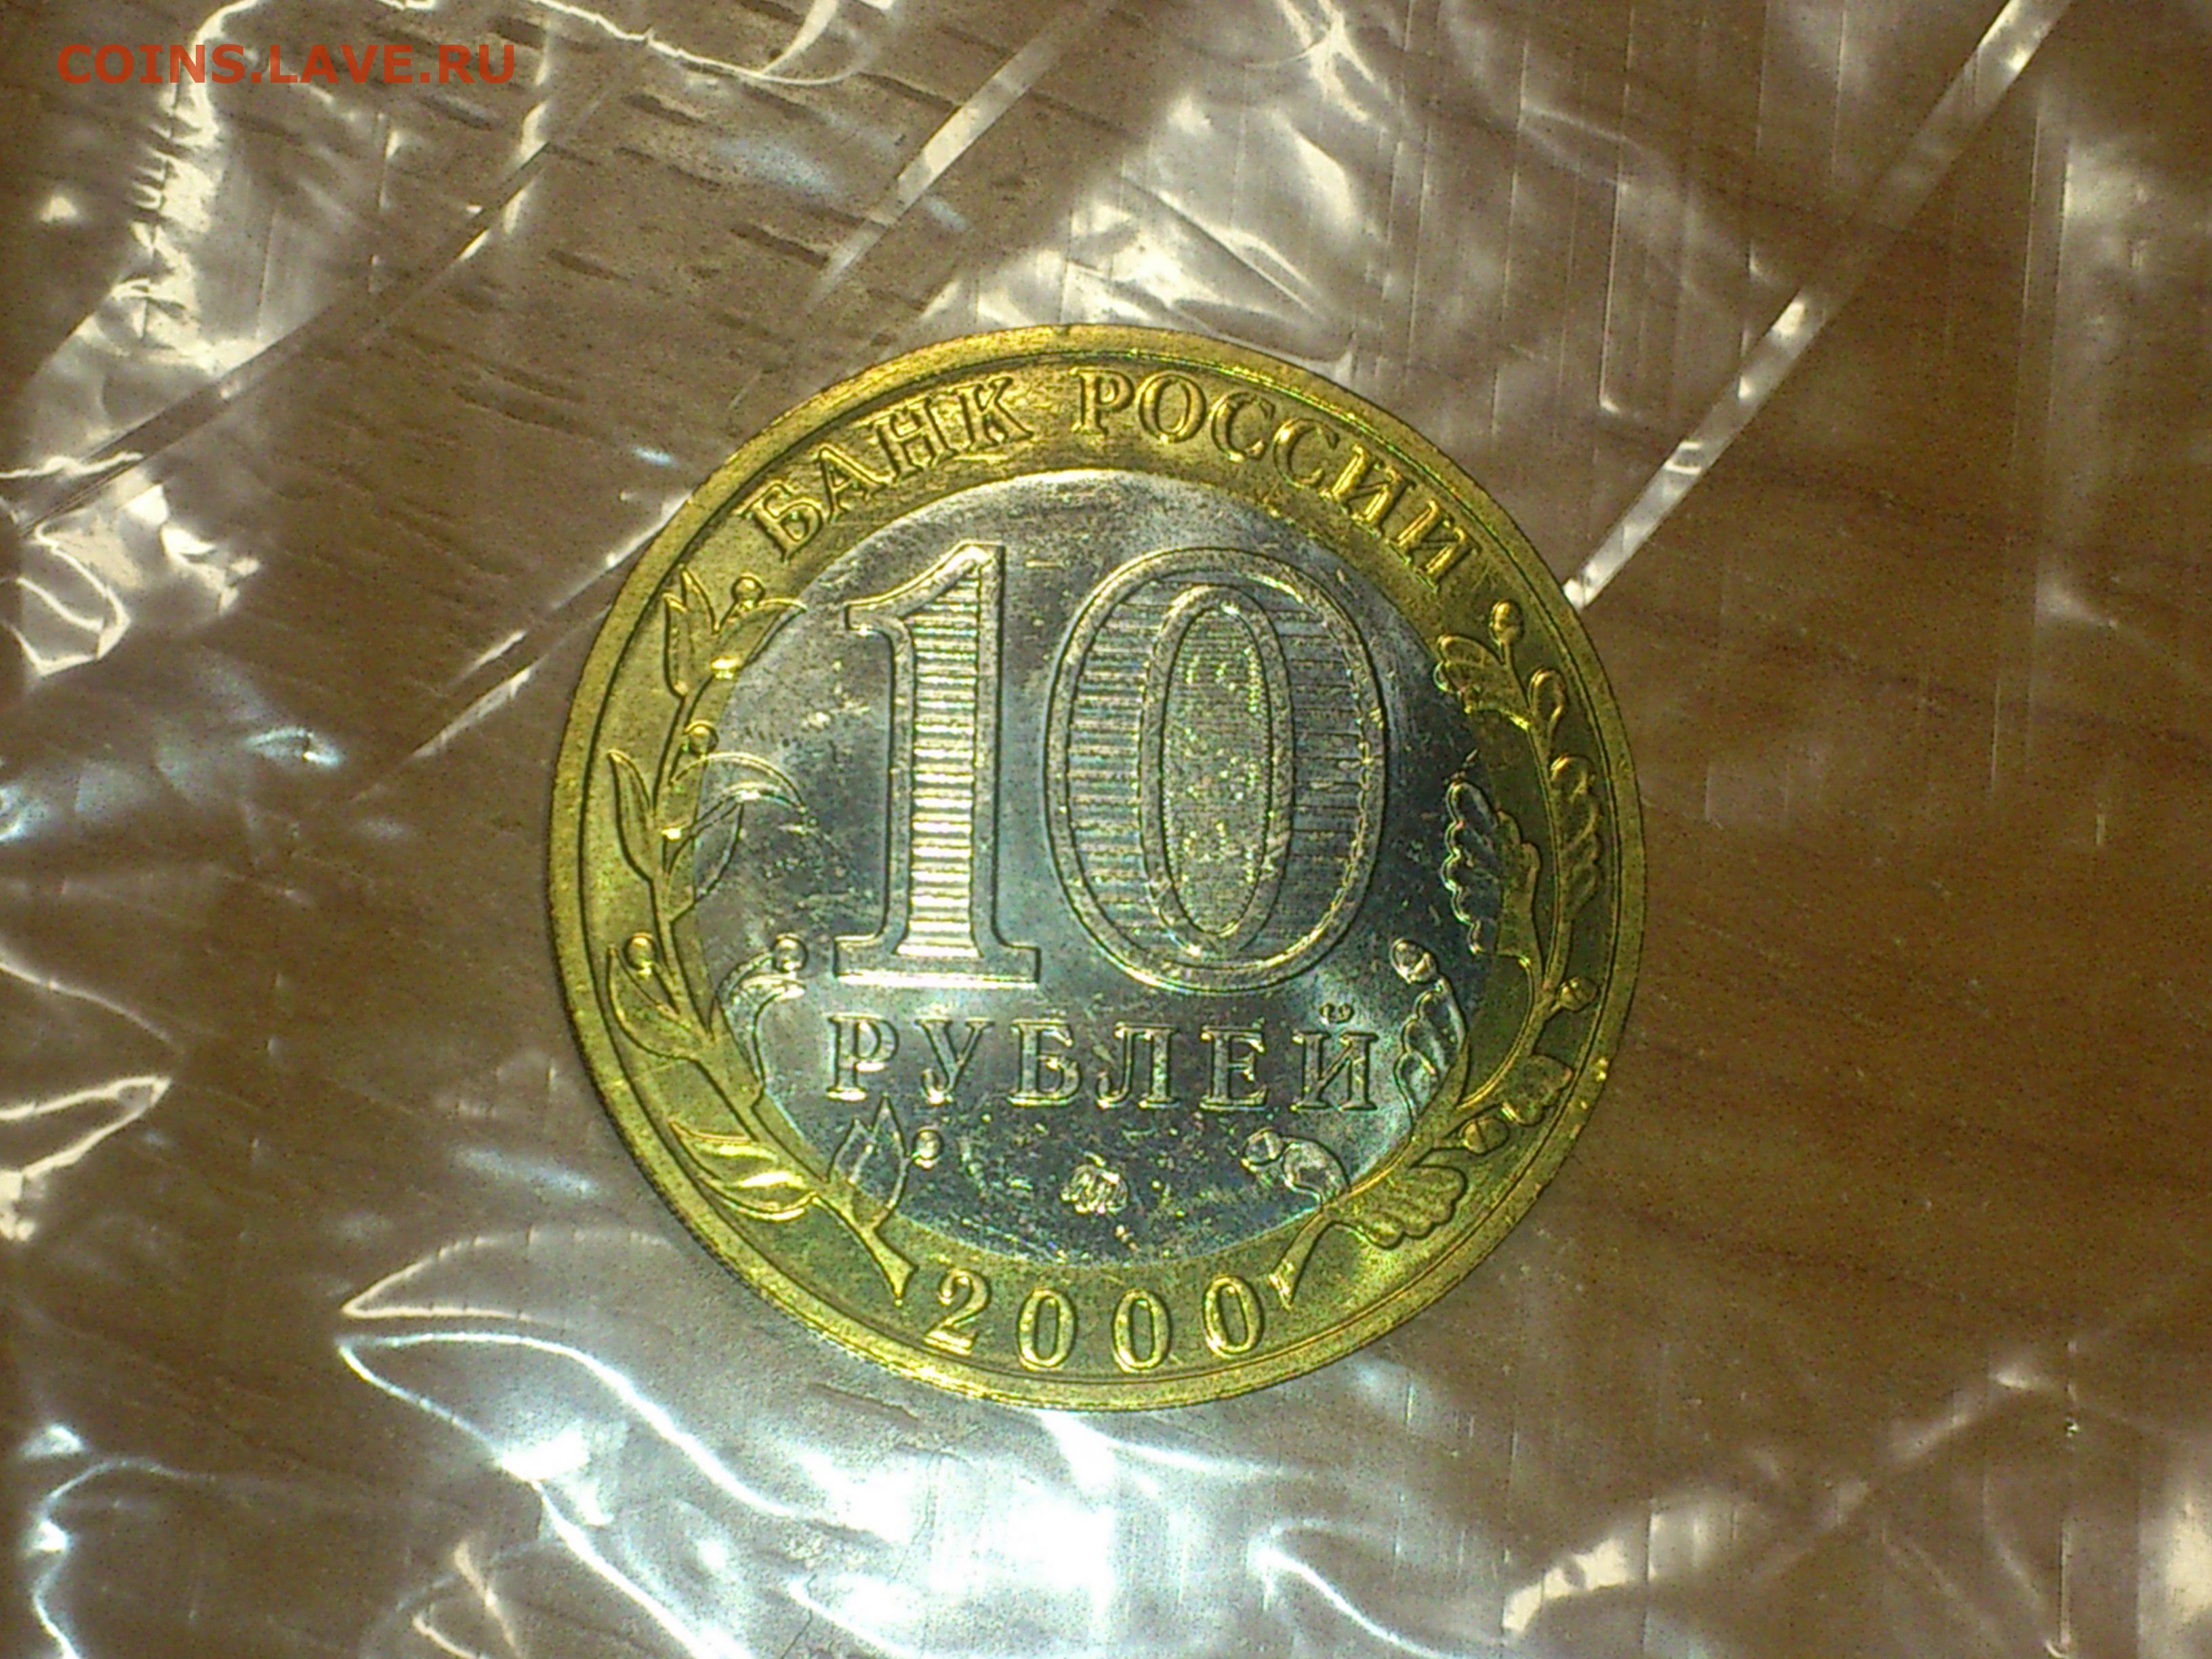 COINS.LAVE.RU
БАНК РОССИИ
10
РУБЛЕЙ
2000